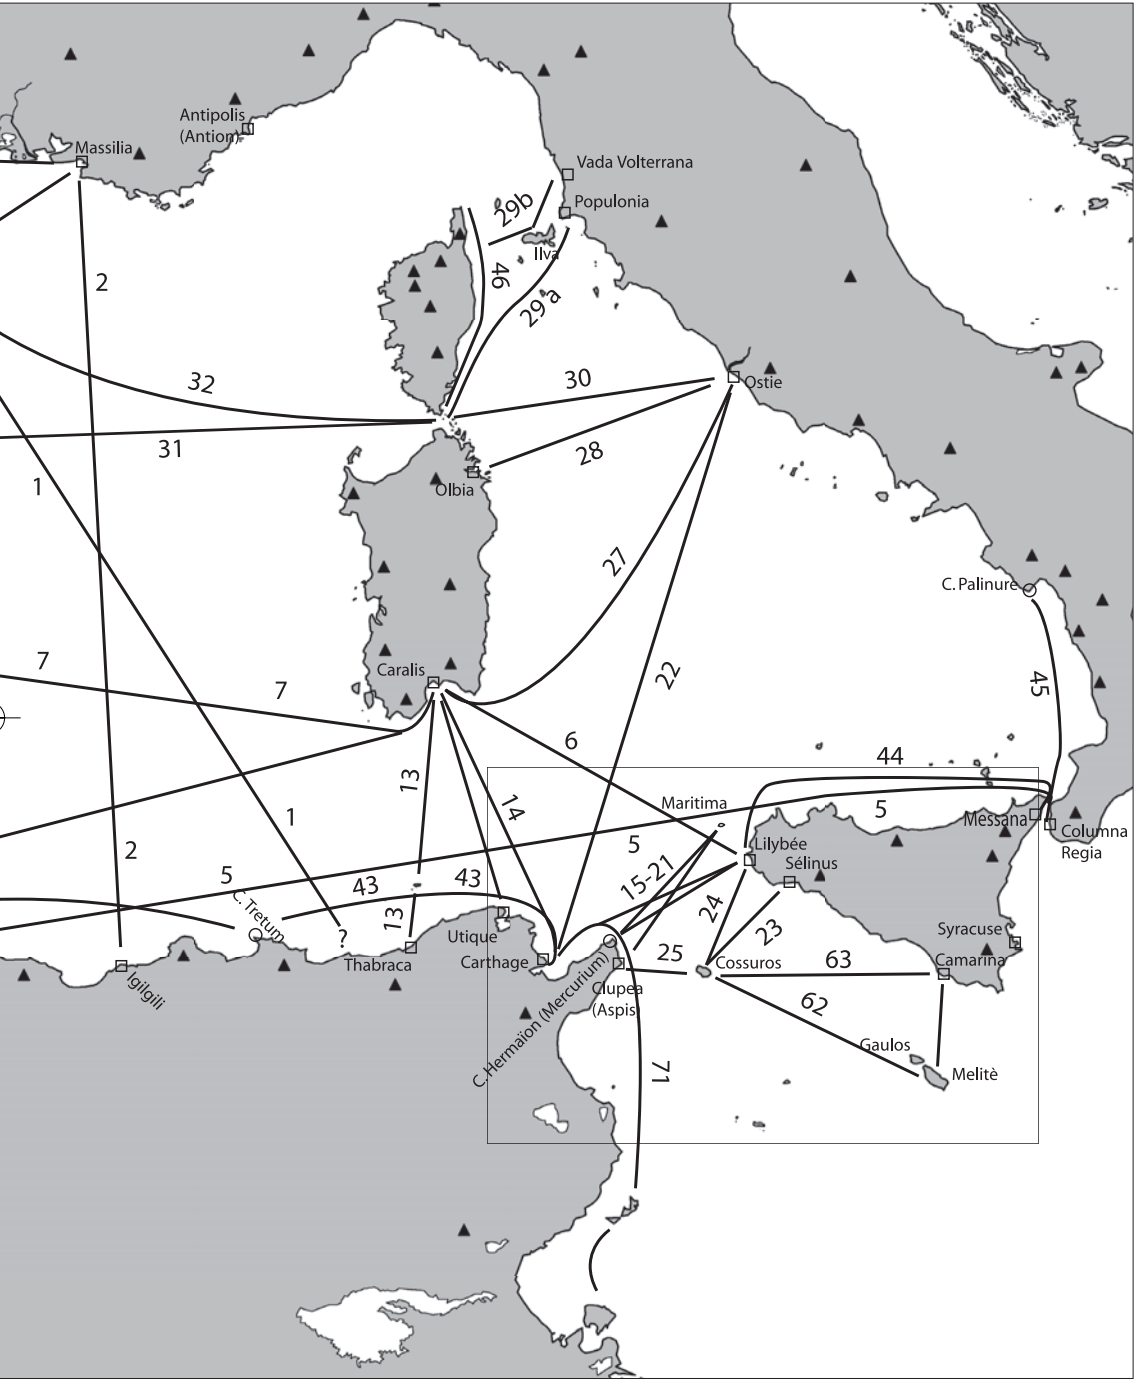 Antipolis
(Antion)
Massilia
Vada Volterrana
Populonia
29b
Ilva
46
29 a
2
32
30
Ostie
31
28
1
Olbia
27
C. Palinure
7
7
Caralis
22
45
6
44
13
14
Maritima
5
Messana
Columna
Regia
1
2
5
Lilybée
Sélinus
15-21
5
43
43
C. Tretum
13
24
23
?
Utique
Syracuse
Thabraca
Carthage
25
Cossuros
63
Camarina
Igilgili
C. Hermaïon (Mercurium)
Clupea
(Aspis)
62
Gaulos
Melitè
71